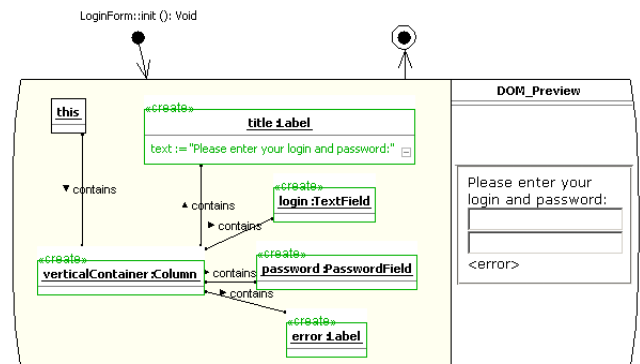 LoginForm::init (): Void
DOM_Preview
this
«create»
title :Label
text := "Please enter your login and password:"
▼ contains
▲ contains
«create»
login :TextField
► contains
Please enter your
login and password:
<error>
«create»
verticalContainer :Column
► contains
«create»
password :PasswordField
► contains
«create»
error :Label